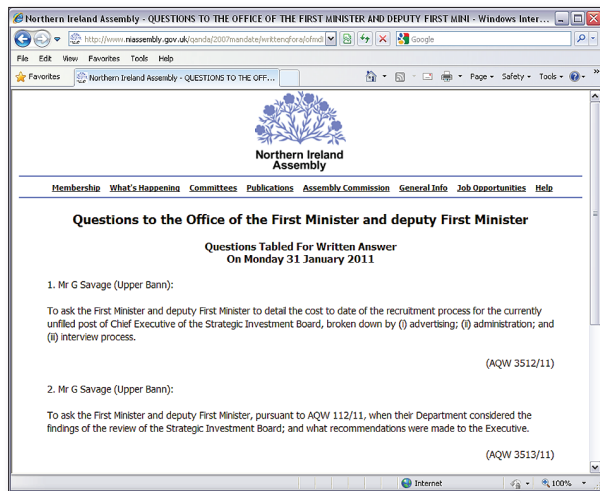 Northern Ireland Assembly - QUESTIONS TO THE OFFICE OF THE FIRST MINISTER AND DEPUTY FIRST MINI - Windows Inter...
http://www.niassembly.gov.uk/qanda/2007mandate/writtenqfora/ofmd
Google
File Edit View Favorites Tools Help
Favorites Northern Ireland Assembly - QUESTIONS TO THE OFF... Page Safety Tools
Northern Ireland
Assembly
Membership What's Happening Committees Publications Assembly Commission General Info Job Opportunities Help
Questions to the Office of the First Minister and deputy First Minister
Questions Tabled For Written Answer
On Monday 31 January 2011
1. Mr G Savage (Upper Bann):
To ask the First Minister and deputy First Minister to detail the cost to date of the recruitment process for the currently
unfilled post of Chief Executive of the Strategic Investment Board, broken down by (i) advertising; (ii) administration; and
(ii) interview process.
(AQW 3512/11)
2. Mr G Savage (Upper Bann):
To ask the First Minister and deputy First Minister, pursuant to AQW 112/11, when their Department considered the
findings of the review of the Strategic Investment Board; and what recommendations were made to the Executive.
(AQW 3513/11)
Internet 100%